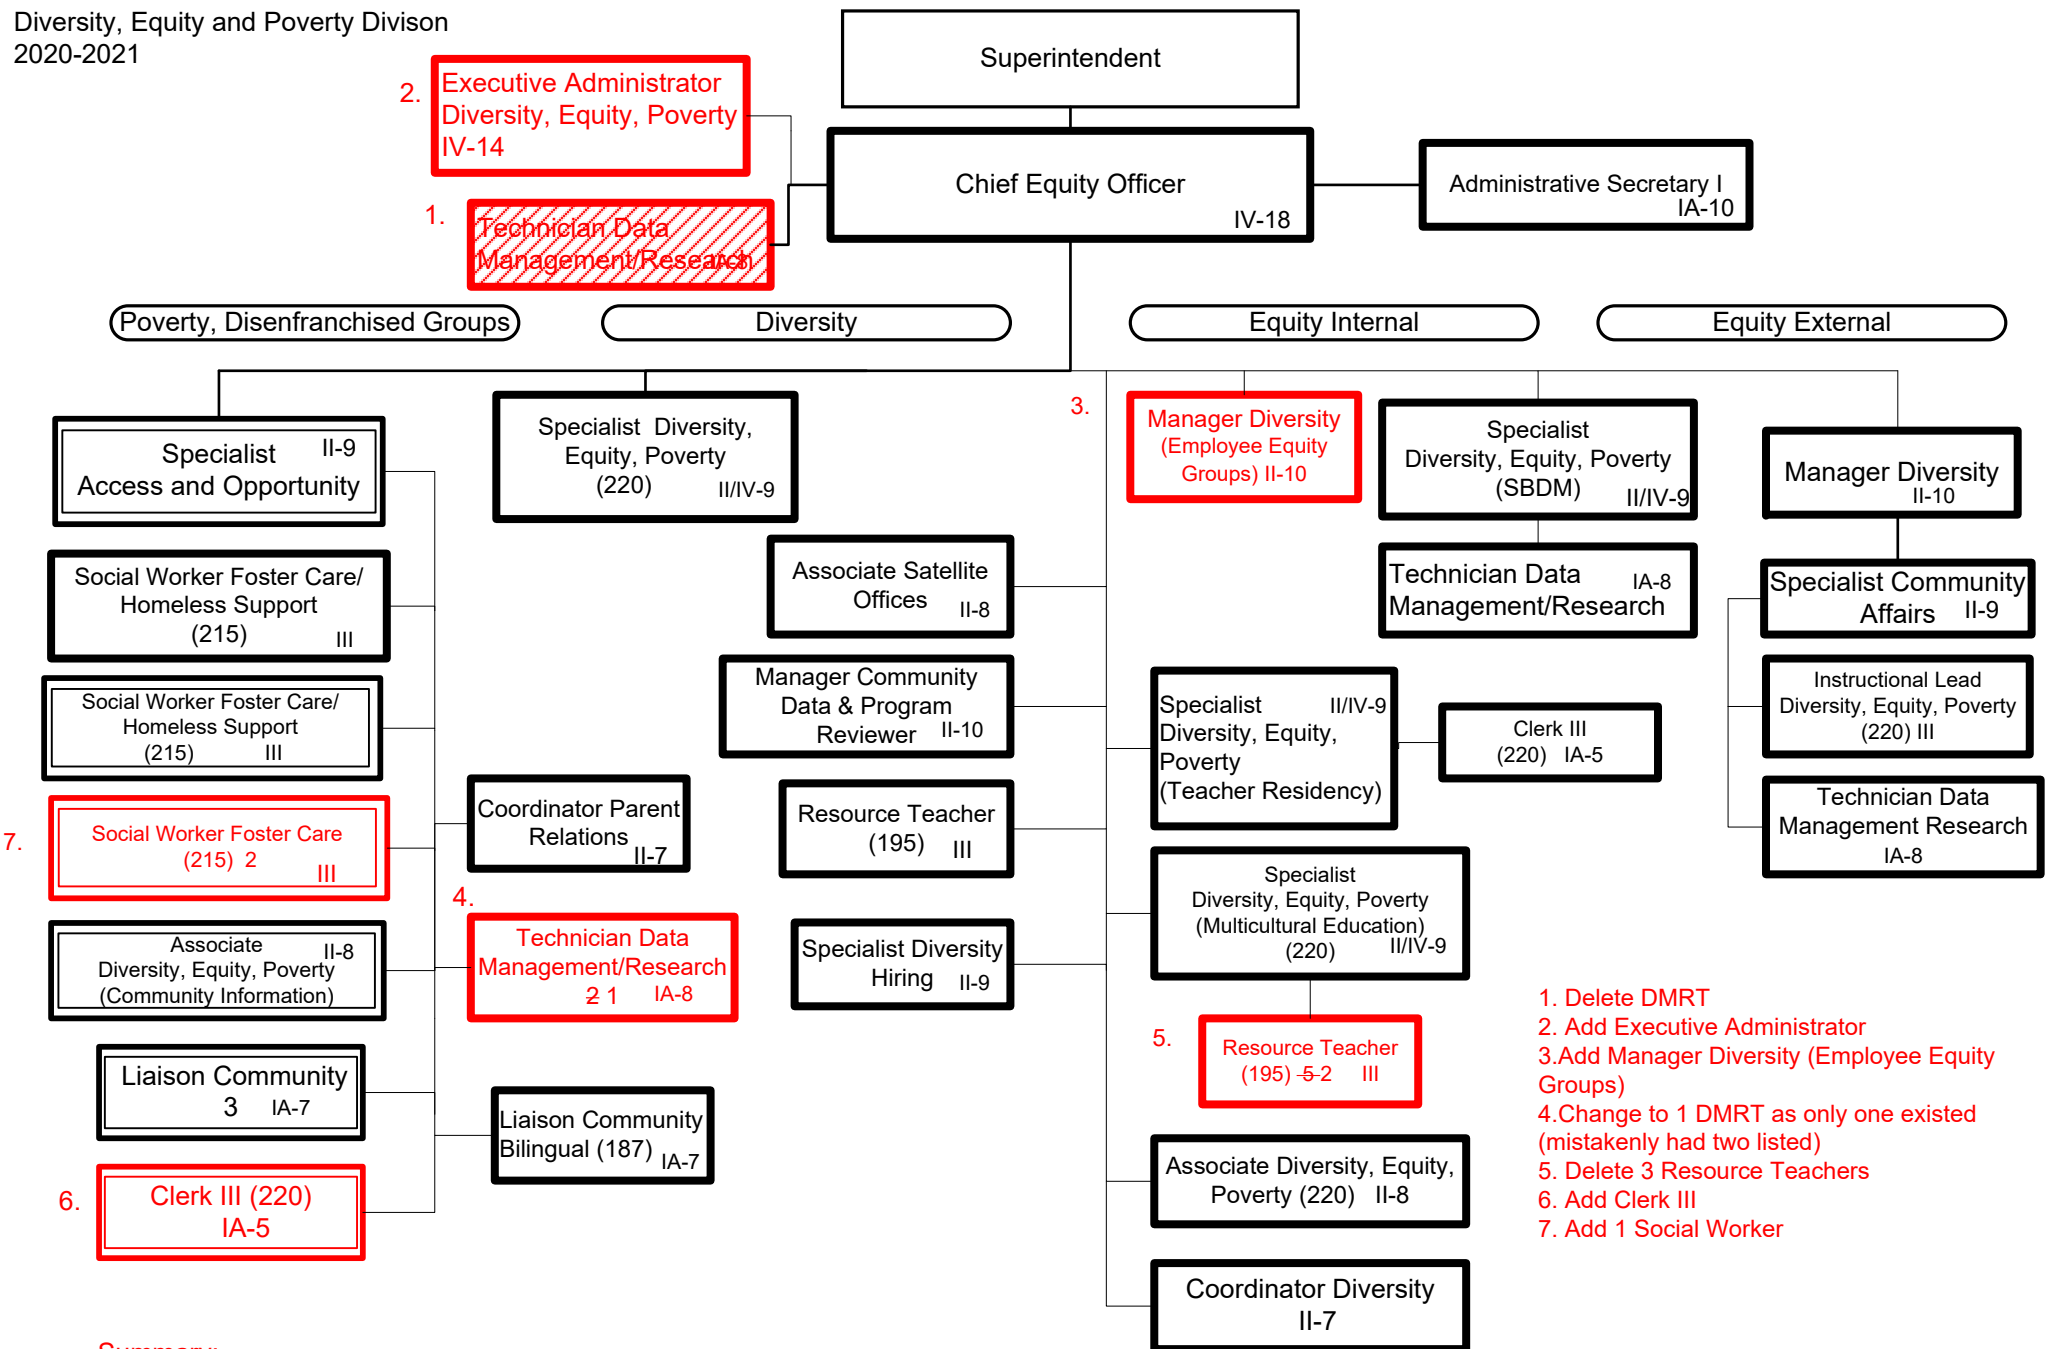 Diversity, Equity and Poverty Divison
2020-2021
Superintendent
2.
Executive Administrator
Diversity, Equity, Poverty
IV-14
Chief Equity Officer
IV-18
Administrative Secretary I
IA-10
1.
Technician Data
Management/Research
IA-8
Poverty, Disenfranchised Groups
Diversity
Equity Internal
Equity External
Specialist II-9
Access and Opportunity
Specialist Diversity,
Equity, Poverty
(220) II/IV-9
3.
Manager Diversity
(Employee Equity
Groups) II-10
Specialist
Diversity, Equity, Poverty
(SBDM) II/IV-9
Manager Diversity
II-10
Social Worker Foster Care/
Homeless Support
(215) III
Associate Satellite
Offices II-8
Technician Data IA-8
Management/Research
Specialist Community
Affairs II-9
Social Worker Foster Care/
Homeless Support
(215) III
Manager Community
Data & Program
Reviewer II-10
Specialist II/IV-9
Diversity, Equity,
Poverty
(Teacher Residency)
Clerk III
(220) IA-5
Instructional Lead
Diversity, Equity, Poverty
(220) III
7.
Social Worker Foster Care
(215) 2
III
Coordinator Parent
Relations
II-7
Resource Teacher
(195) III
Technician Data
Management Research
IA-8
Associate II-8
Diversity, Equity, Poverty
(Community Information)
4.
Technician Data
Management/Research
2 1 IA-8
Specialist Diversity
Hiring II-9
Specialist
Diversity, Equity, Poverty
(Multicultural Education)
(220) II/IV-9
5.
Resource Teacher
(195) 5 2 III
Liaison Community
3 IA-7
Liaison Community
Bilingual (187) IA-7
Associate Diversity, Equity,
Poverty (220) II-8
6.
Clerk III (220)
IA-5
Coordinator Diversity
II-7
1. Delete DMRT
2. Add Executive Administrator
3.Add Manager Diversity (Employee Equity
Groups)
4.Change to 1 DMRT as only one existed
(mistakenly had two listed)
5. Delete 3 Resource Teachers
6. Add Clerk III
7. Add 1 Social Worker